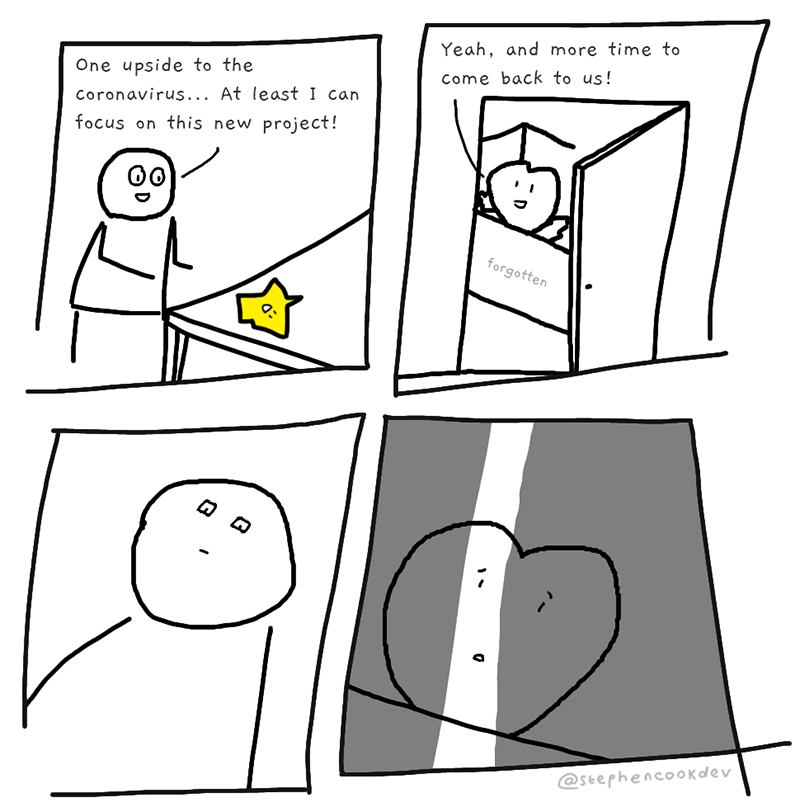 One upside to the
coronavirus... At least I can
focus on this new project!
Yeah, and more time to
come back to us!
forgotten
@stephencookdev